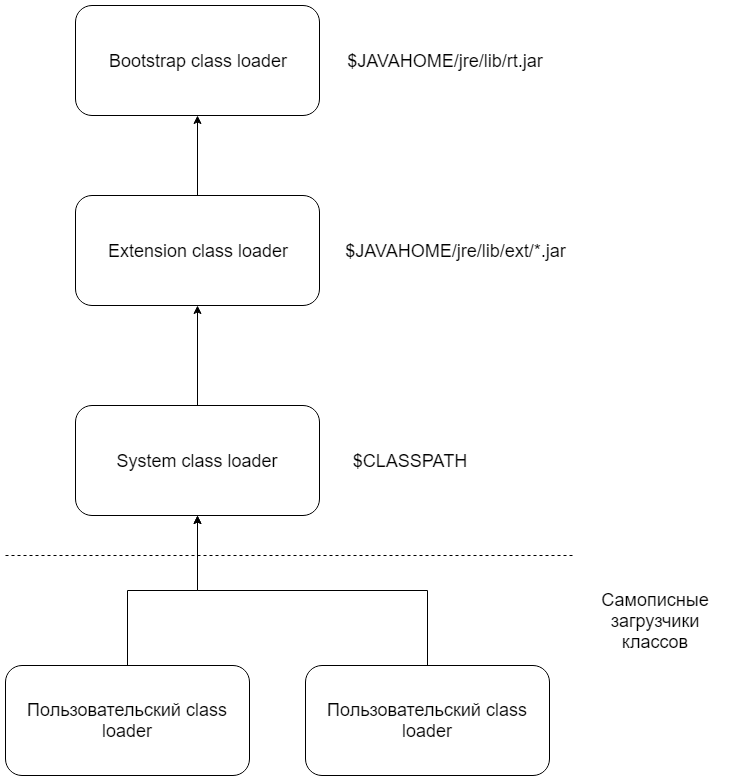 Bootstrap class loader
$JAVAHOME/jre/lib/rt.jar
Extension class loader
$JAVAHOME/jre/lib/ext/*.jar
System class loader
$CLASSPATH
Самописные
загрузчики
классов
Пользовательский class
loader
Пользовательский class
loader